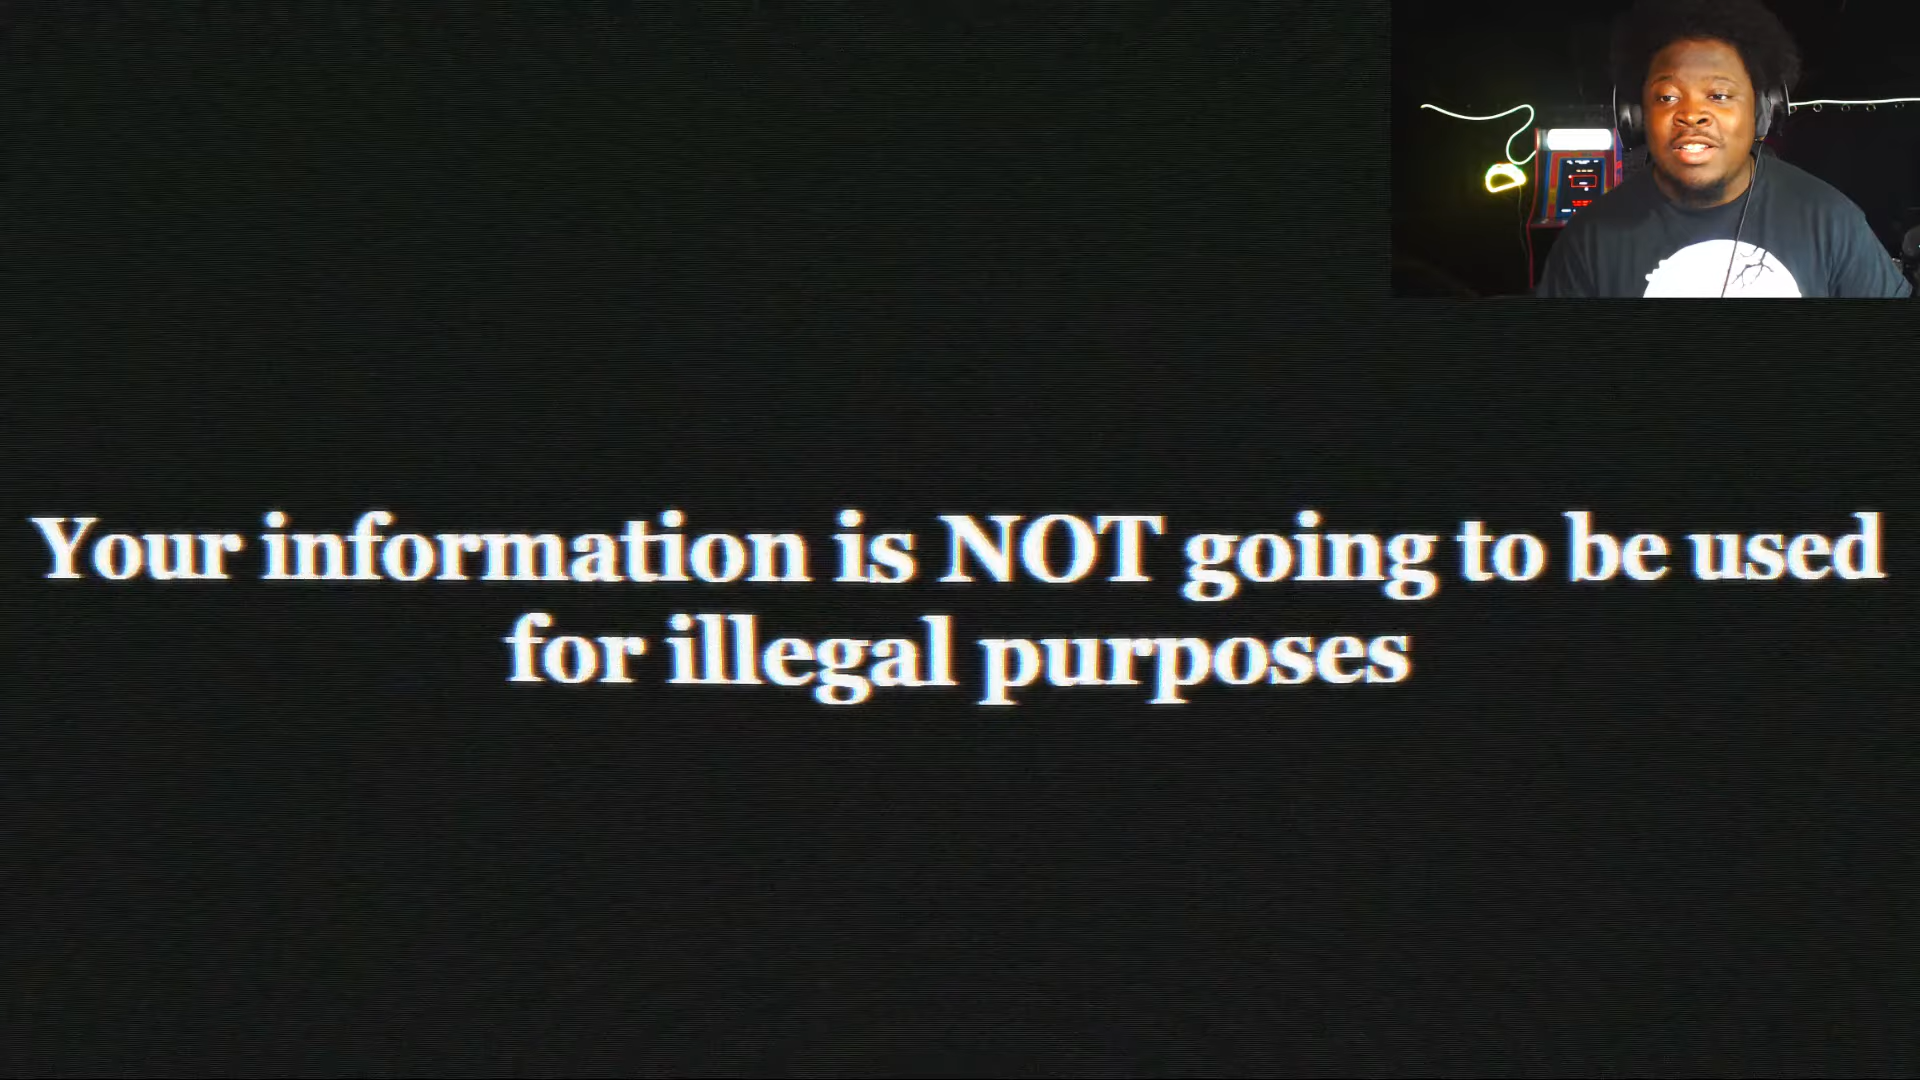 Your information is NOT going to be used
for illegal purposes